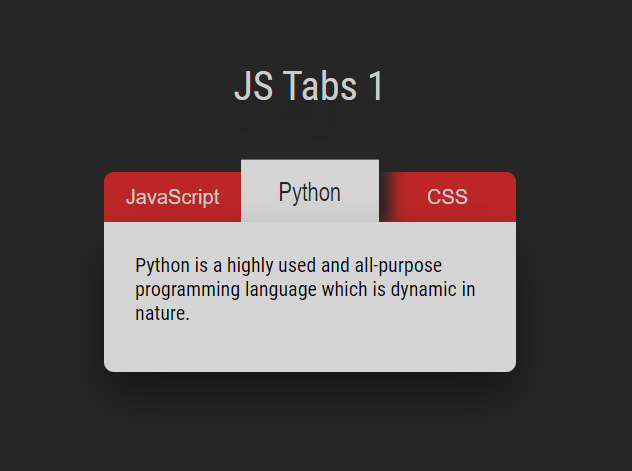 JS Tabs 1
JavaScript Python CSS
Python is a highly used and all-purpose
programming language which is dynamic in
nature.